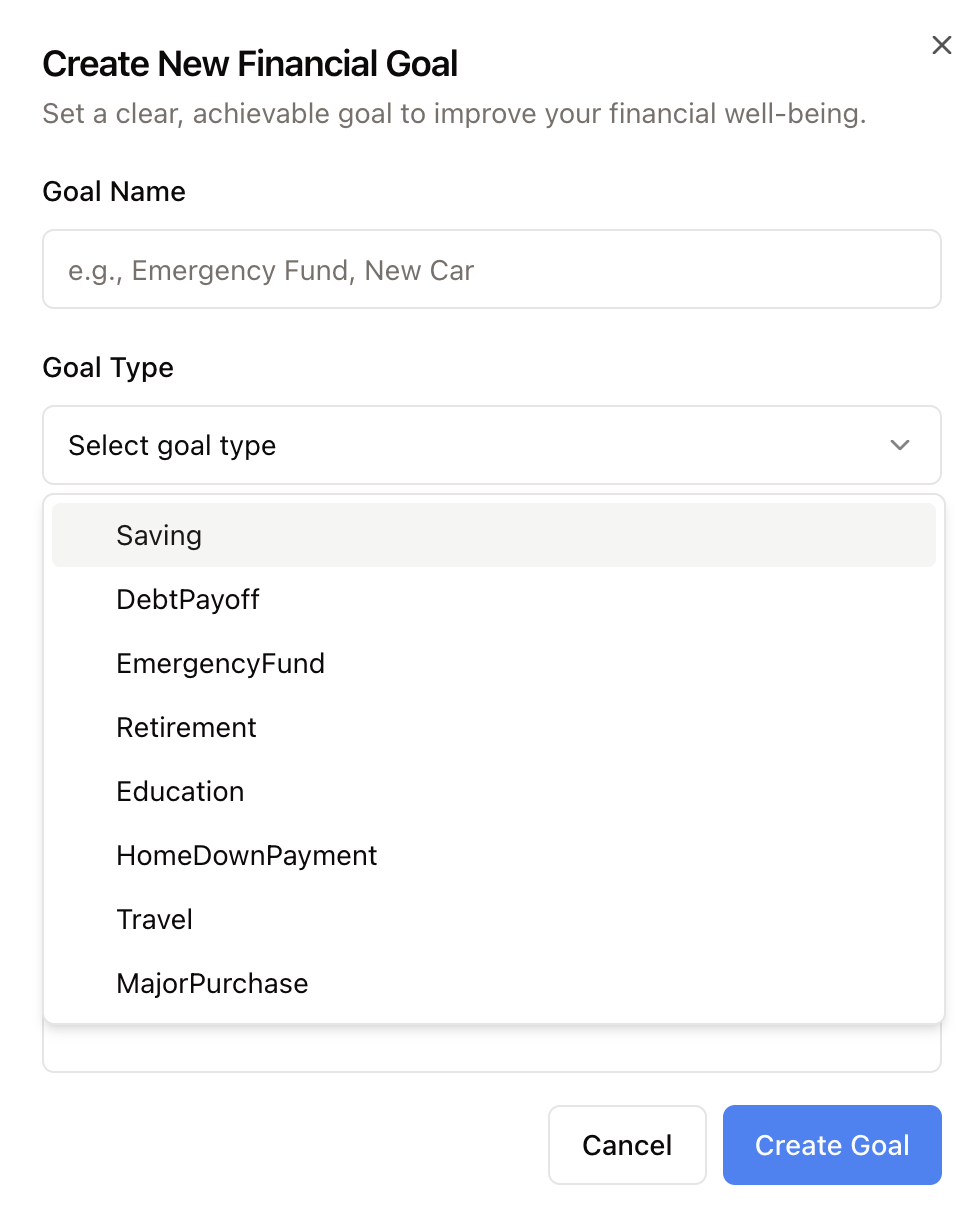 Create New Financial Goal
Set a clear, achievable goal to improve your financial well-being.
Goal Name
e.g., Emergency Fund, New Car
Goal Type
Select goal type
Saving
DebtPayoff
EmergencyFund
Retirement
Education
HomeDownPayment
Travel
MajorPurchase
Cancel
Create Goal